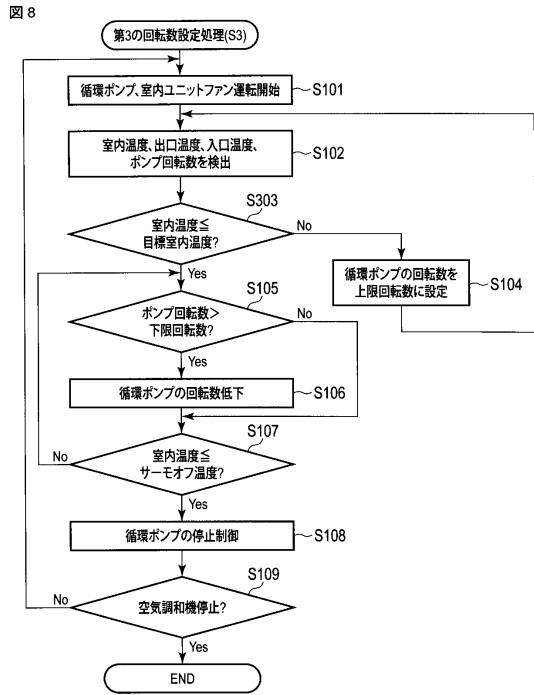 図8
第3の回転数設定処理(S3)
循環ポンプ、室内ユニットファン運転開始
S101
室内温度、出口温度、入口温度、
ポンプ回転数を検出
S102
室内温度≦
目標室内温度?
S303
No
Yes
循環ポンプの回転数を
上限回転数に設定
S104
ポンプ回転数>
下限回転数?
S105
No
Yes
循環ポンプの回転数低下
S106
室内温度≦
サーモオフ温度?
S107
No
Yes
循環ポンプの停止制御
S108
空気調和機停止?
S109
No
Yes
END